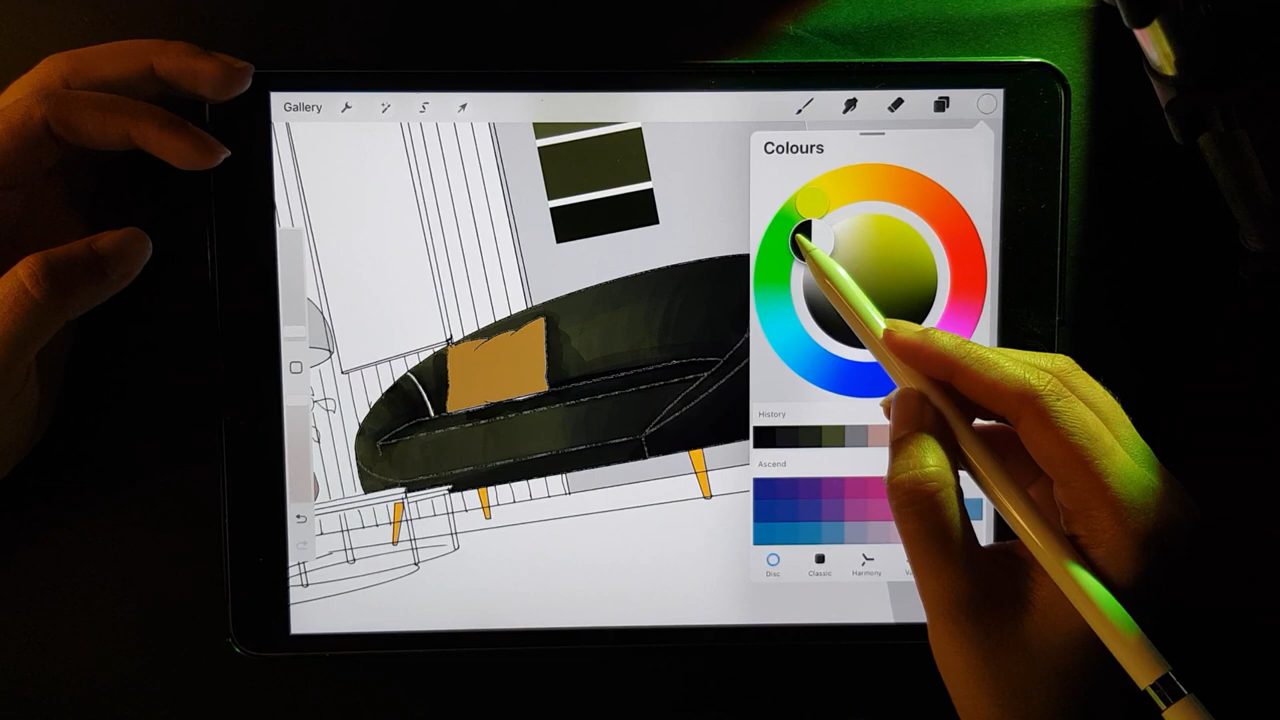 Gallery
Colours
History
Ascend
Disc
Classic
Harmony